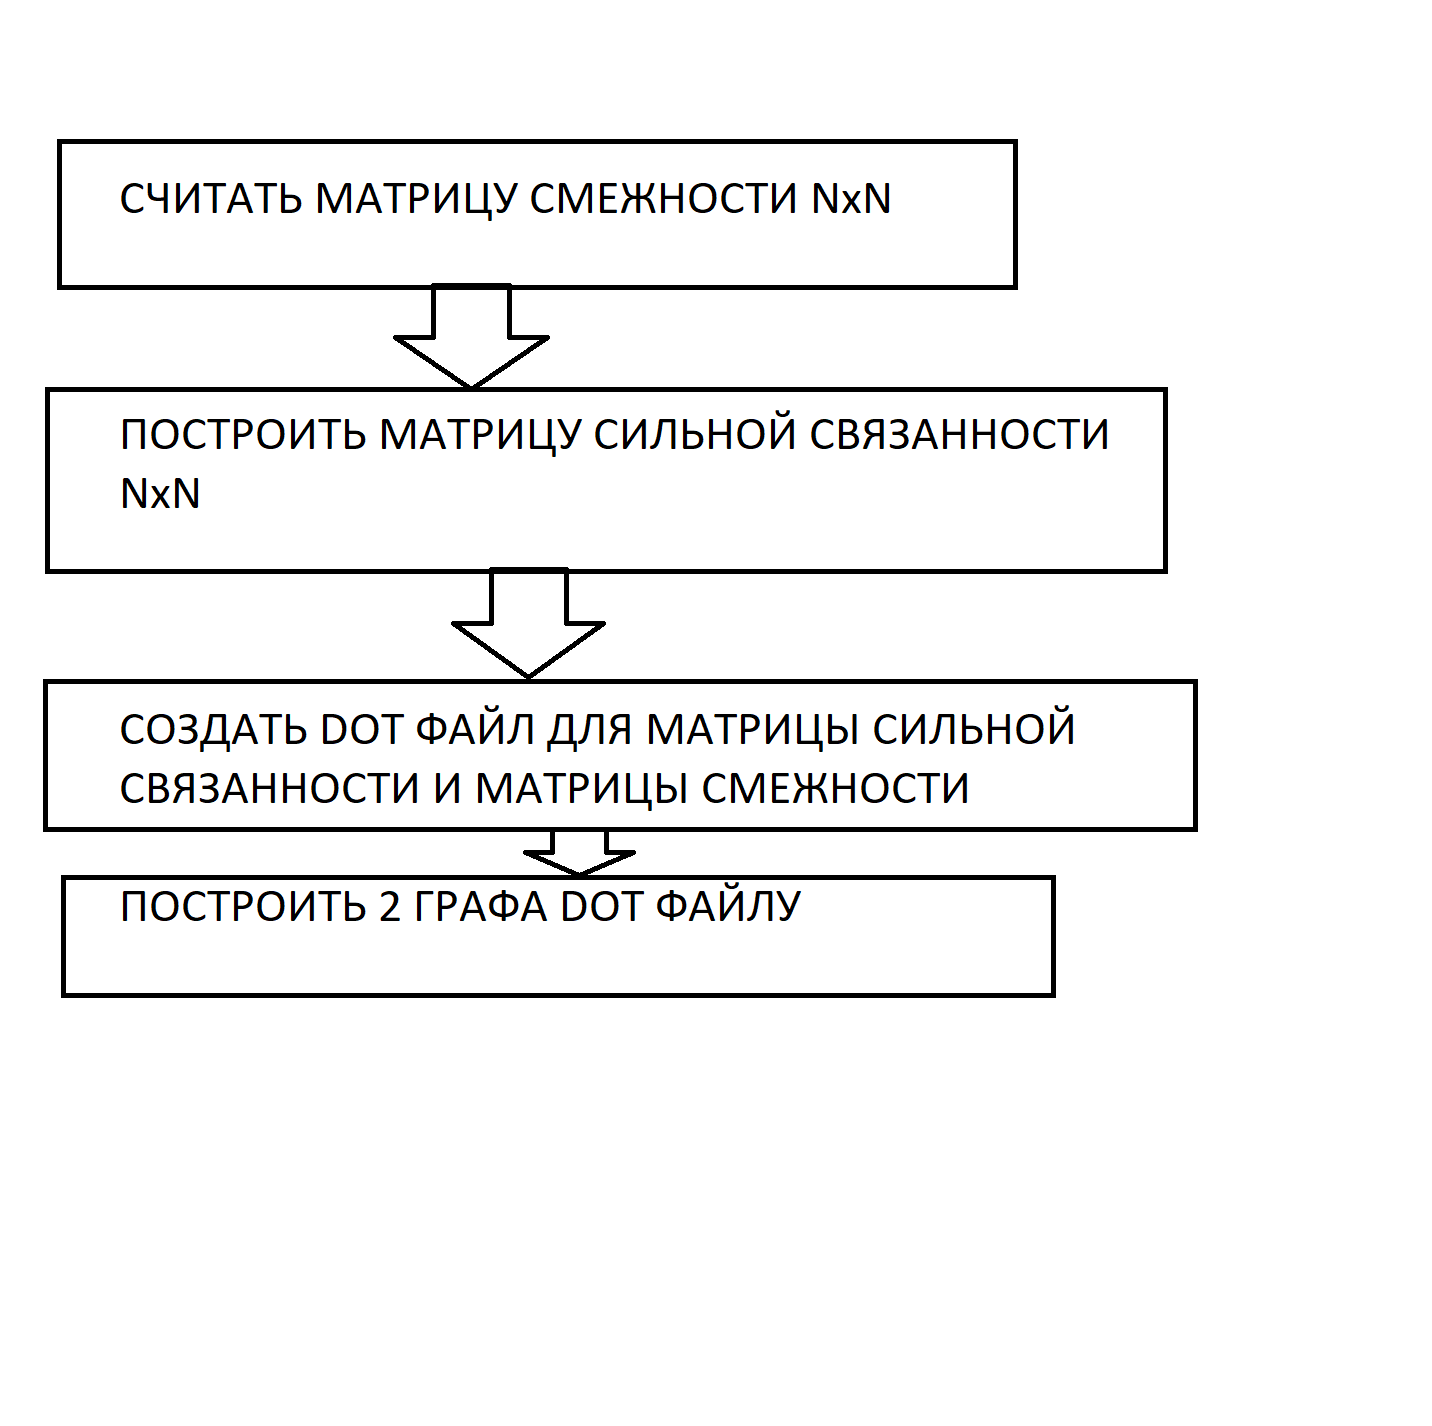 СЧИТАТЬ МАТРИЦУ СМЕЖНОСТИ NxN
ПОСТРОИТЬ МАТРИЦУ СИЛЬНОЙ СВЯЗАННОСТИ
NxN
СОЗДАТЬ DOT ФАЙЛ ДЛЯ МАТРИЦЫ СИЛЬНОЙ
СВЯЗАННОСТИ И МАТРИЦЫ СМЕЖНОСТИ
ПОСТРОИТЬ 2 ГРАФА DOT ФАЙЛУ